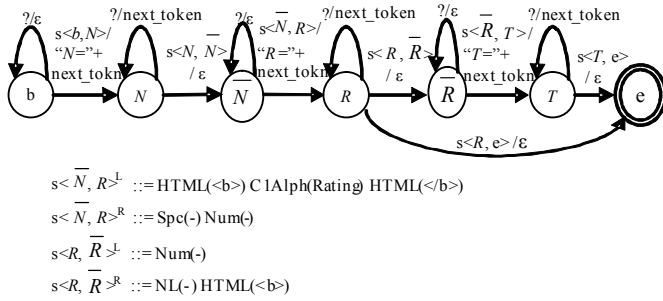 ?/ε ?/next_token ?/ε ?/next_token ?/ε ?/next_token
s<b,N>/ “N=”+ next_tokn
s<N, N̅> / ε
s<N̅, R>/ “R=”+ next_tokn
s<R, R̅> / ε
s<R̅, T>/ “T=”+ next_tokn
s<T, e> / ε
b N N̅ R R̅ T e
s<R, e> / ε
s< N̅, R>ᴸ ::= HTML(<b>) C1Alph(Rating) HTML(</b>)
s< N̅, R>ᴿ ::= Spc(-) Num(-)
s<R, R̅ >ᴸ ::= Num(-)
s<R, R̅ >ᴿ ::= NL(-) HTML(<b>)